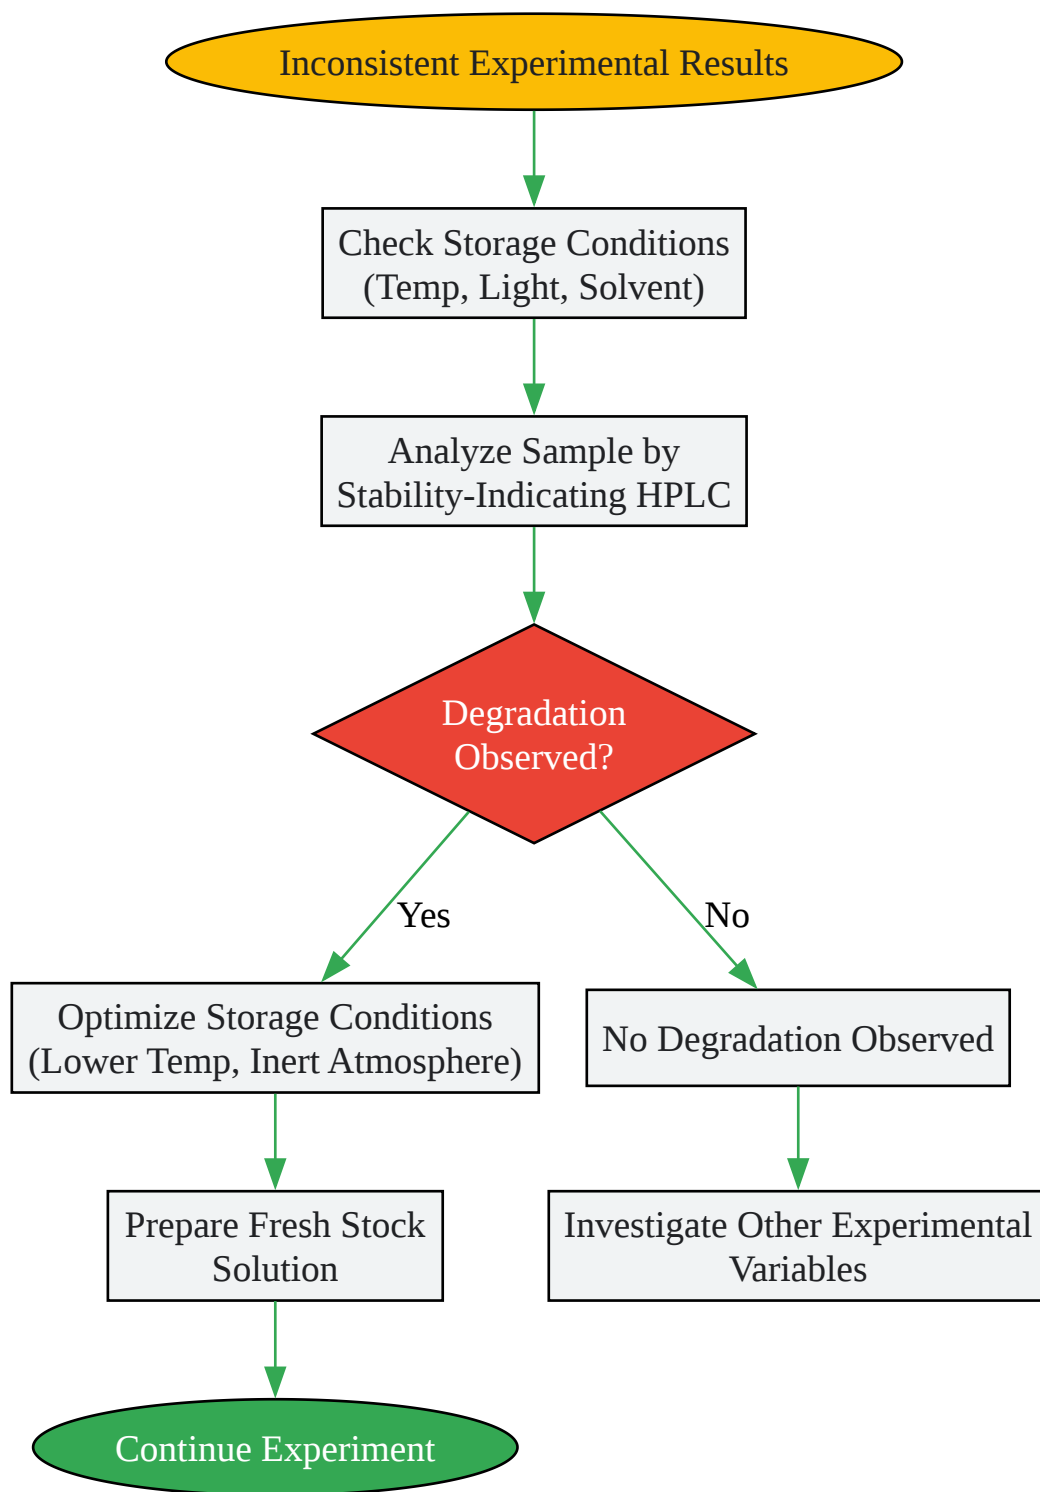 Inconsistent Experimental Results
Check Storage Conditions
(Temp, Light, Solvent)
Analyze Sample by
Stability-Indicating HPLC
Degradation
Observed?
Yes
No
Optimize Storage Conditions
(Lower Temp, Inert Atmosphere)
No Degradation Observed
Prepare Fresh Stock
Solution
Investigate Other Experimental
Variables
Continue Experiment